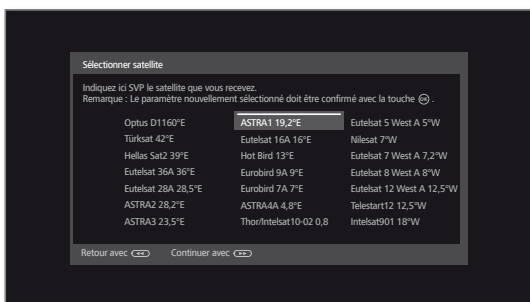 Sélectionner satellite
Indiquez ici SVP le satellite que vous recevez.
Remarque : Le paramètre nouvellement sélectionné doit être confirmé avec la touche OK .
Optus D1160°E ASTRA1 19,2°E Eutelsat 5 West A 5°W
Türksat 42°E Eutelsat 16A 16°E Nilesat 7°W
Hellas Sat2 39°E Hot Bird 13°E Eutelsat 7 West A 7,2°W
Eutelsat 36A 36°E Eurobird 9A 9°E Eutelsat 8 West A 8°W
Eutelsat 28A 28,5°E Eurobird 7A 7°E Eutelsat 12 West A 12,5°W
ASTRA2 28,2°E ASTRA4A 4,8°E Telestart12 12,5°W
ASTRA3 23,5°E Thor/Intelsat10-02 0,8 Intelsat901 18°W
Retour avec Continuer avec